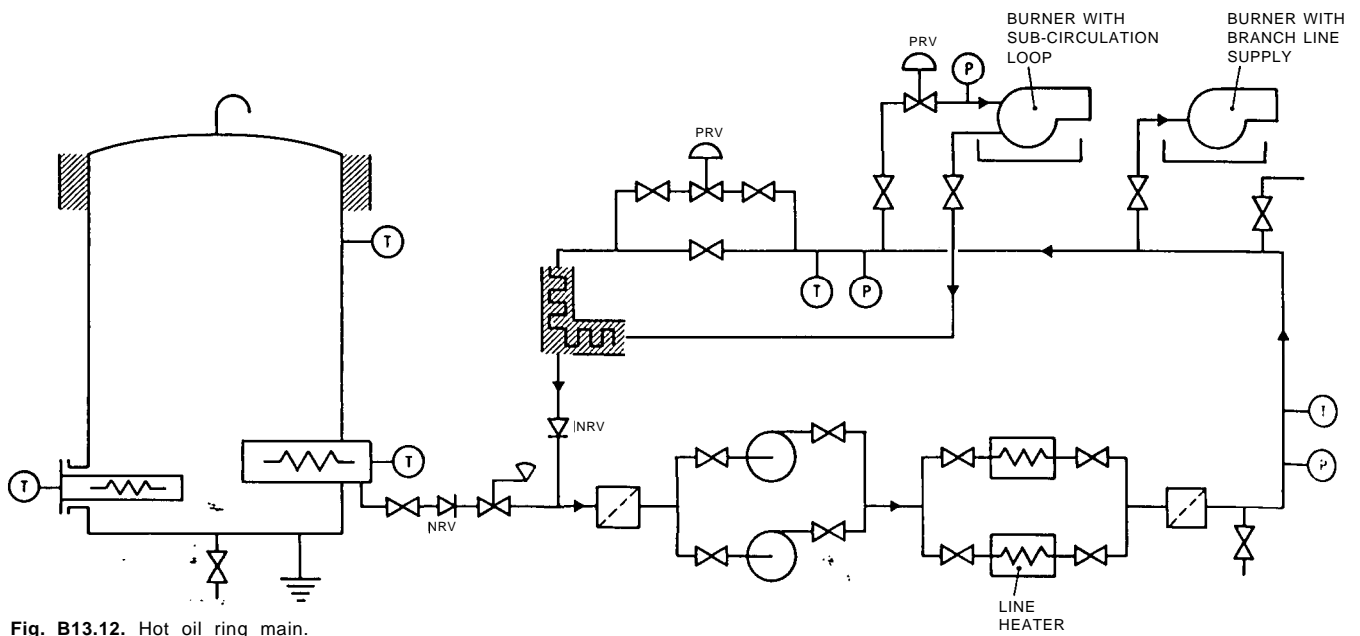 BURNER WITH
SUB-CIRCULATION
LOOP
BURNER WITH
BRANCH LINE
SUPPLY
PRV
P
PRV
T
T
P
T
NRV
T
T
P
NRV
LINE
HEATER
Fig. B13.12. Hot oil ring main.